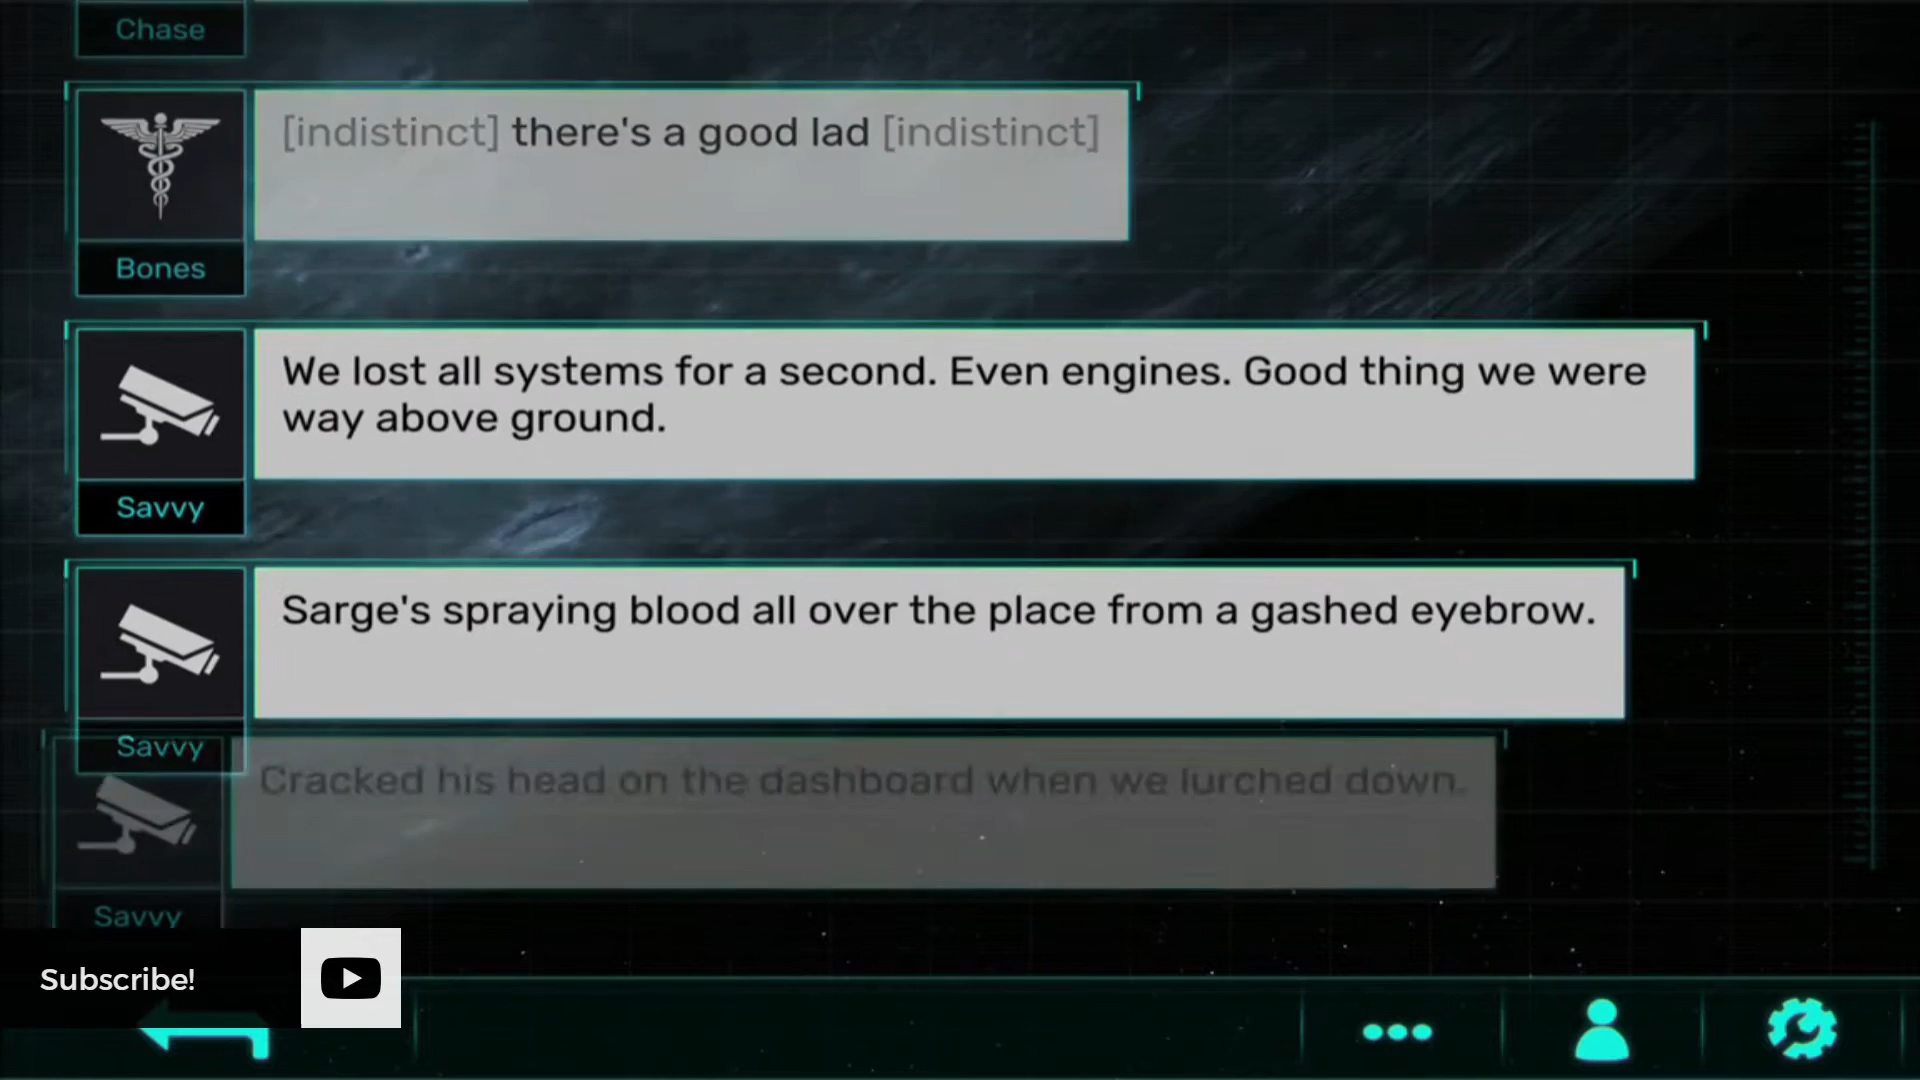 Chase
[indistinct] there's a good lad [indistinct]
Bones
We lost all systems for a second. Even engines. Good thing we were
way above ground.
Savvy
Sarge's spraying blood all over the place from a gashed eyebrow.
Savvy
Cracked his head on the dashboard when we lurched down.
Savvy
Subscribe!